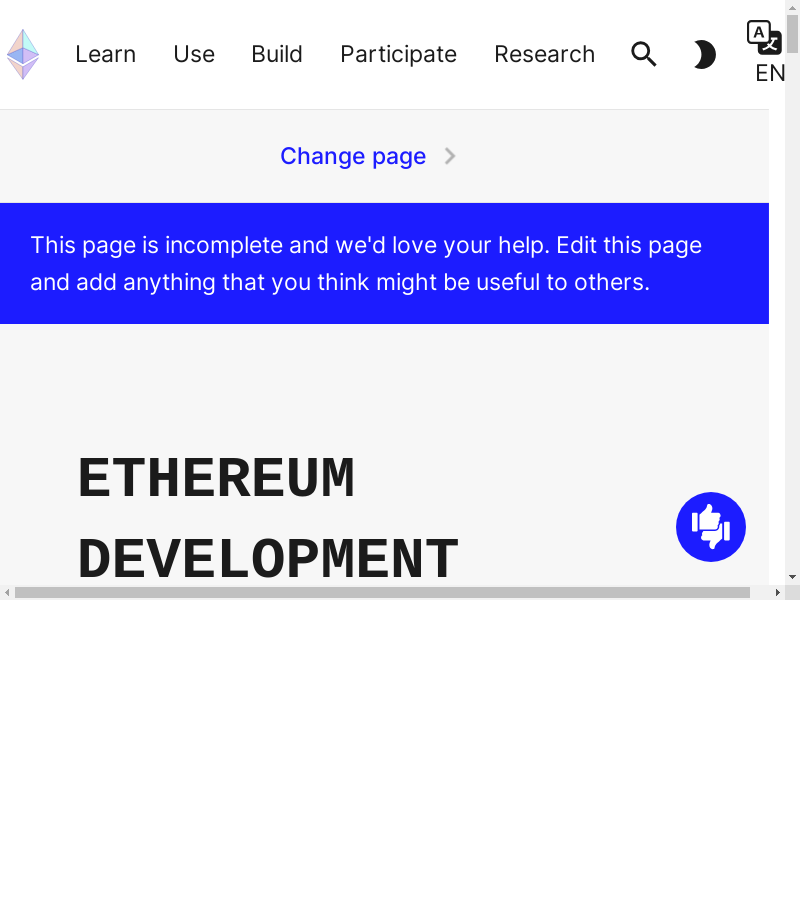 Learn Use Build Participate Research
EN
Change page
This page is incomplete and we'd love your help. Edit this page
and add anything that you think might be useful to others.
ETHEREUM
DEVELOPMENT